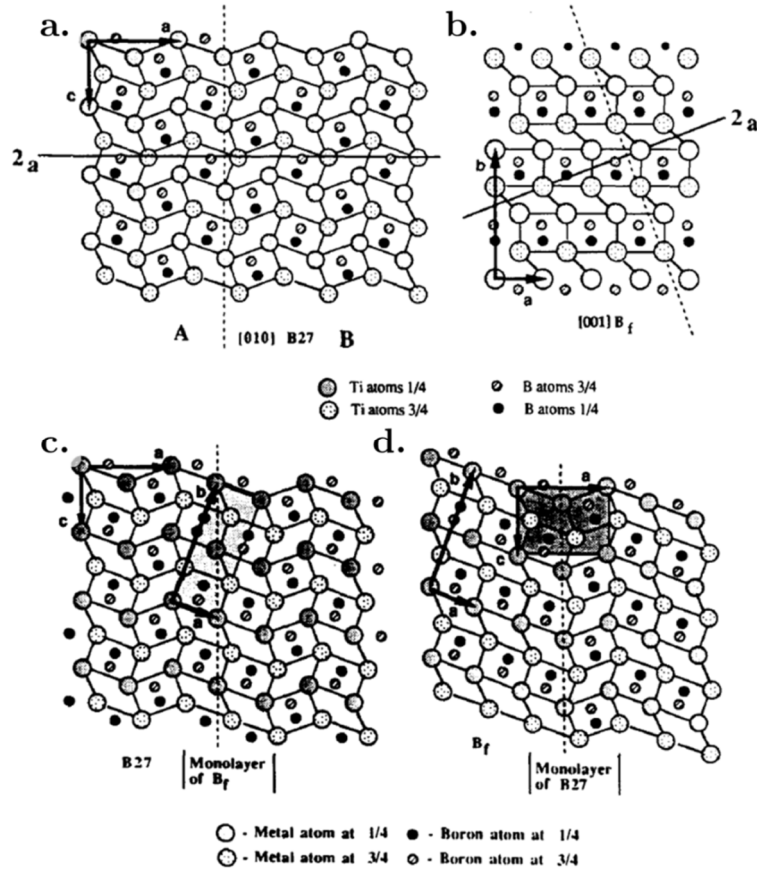 a.
a
c
2a
A [010] B27 B
b.
2a
b
a
[001] Bf
Ti atoms 1/4
B atoms 3/4
Ti atoms 3/4
B atoms 1/4
c.
a
c
b
a
B27
Monolayer
of Bf
d.
b
a
a
c
Bf
Monolayer
of B27
- Metal atom at 1/4 - Boron atom at 1/4
- Metal atom at 3/4 - Boron atom at 3/4